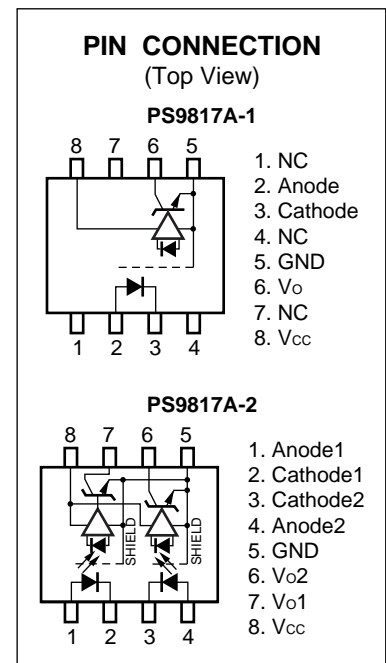 PIN CONNECTION
(Top View)
PS9817A-1
8 7 6 5
1 2 3 4
1. NC
2. Anode
3. Cathode
4. NC
5. GND
6. Vo
7. NC
8. Vcc
PS9817A-2
8 7 6 5
SHIELD SHIELD
1 2 3 4
1. Anode1
2. Cathode1
3. Cathode2
4. Anode2
5. GND
6. Vo2
7. Vo1
8. Vcc